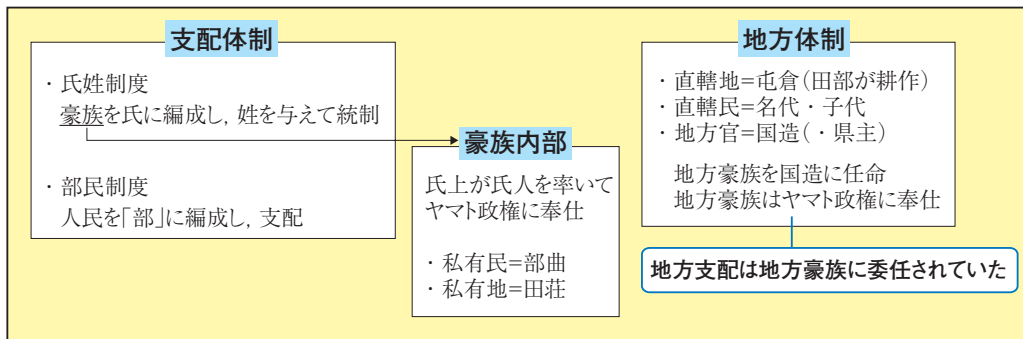 支配体制
・氏姓制度
豪族を氏に編成し, 姓を与えて統制
・部民制度
人民を「部」に編成し, 支配
豪族内部
氏上が氏人を率いて
ヤマト政権に奉仕
・私有民=部曲
・私有地=田荘
地方体制
・直轄地=屯倉(田部が耕作)
・直轄民=名代・子代
・地方官=国造(・県主)
地方豪族を国造に任命
地方豪族はヤマト政権に奉仕
地方支配は地方豪族に委任されていた